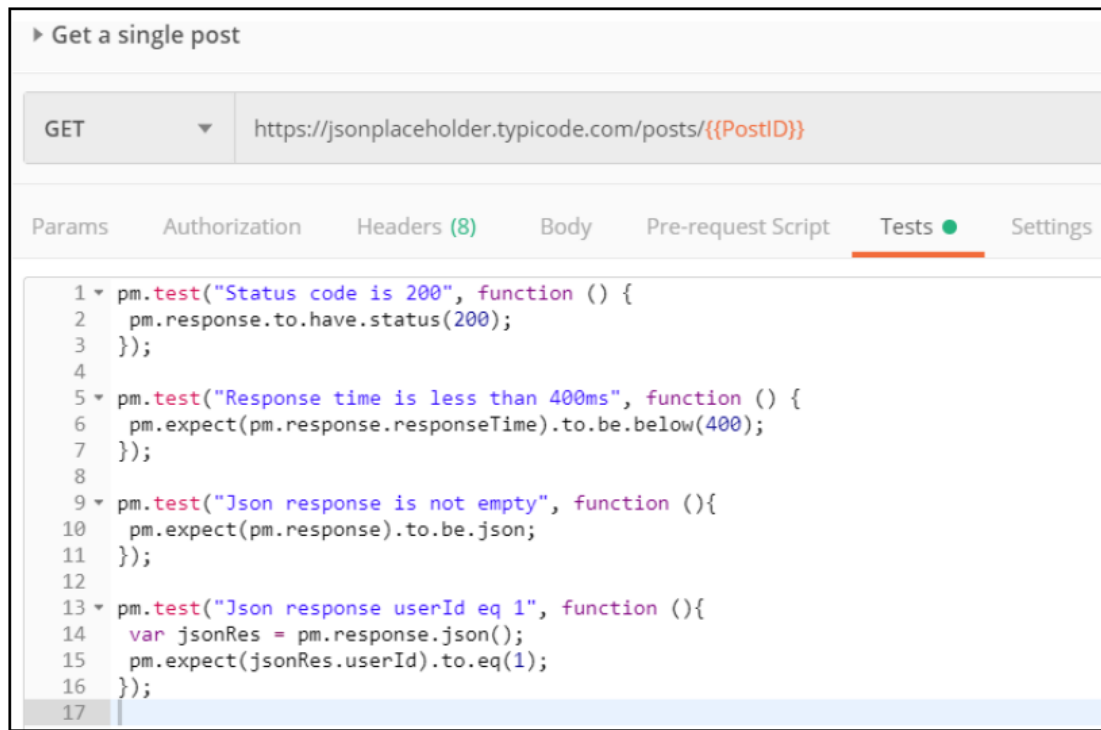 Get a single post
GET https://jsonplaceholder.typicode.com/posts/{{PostID}}
Params Authorization Headers (8) Body Pre-request Script Tests Settings
1 pm.test("Status code is 200", function () {
2 pm.response.to.have.status(200);
3 });
4
5 pm.test("Response time is less than 400ms", function () {
6 pm.expect(pm.response.responseTime).to.be.below(400);
7 });
8
9 pm.test("Json response is not empty", function (){
10 pm.expect(pm.response).to.be.json;
11 });
12
13 pm.test("Json response userId eq 1", function (){
14 var jsonRes = pm.response.json();
15 pm.expect(jsonRes.userId).to.eq(1);
16 });
17